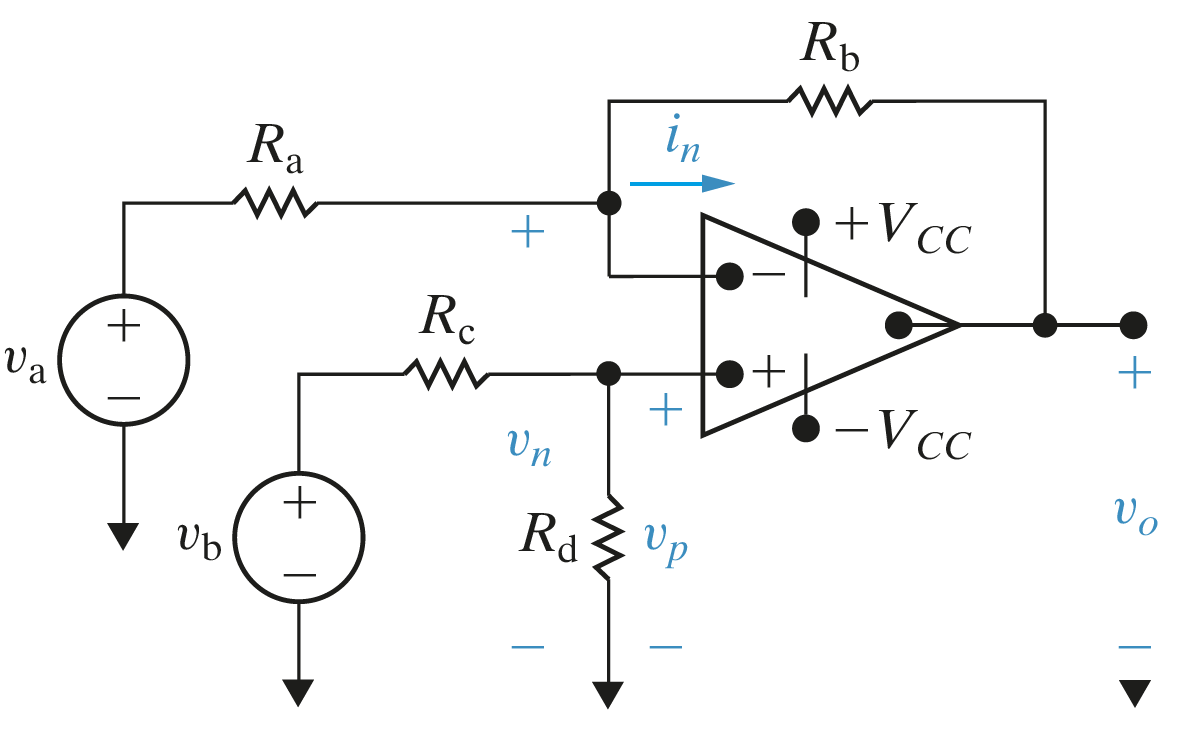 R_b
R_a
i_n
+
+V_CC
−
v_a
+
−
R_c
+
+
−V_CC
+
v_n
v_b
+
−
R_d
v_p
v_o
−
−
−